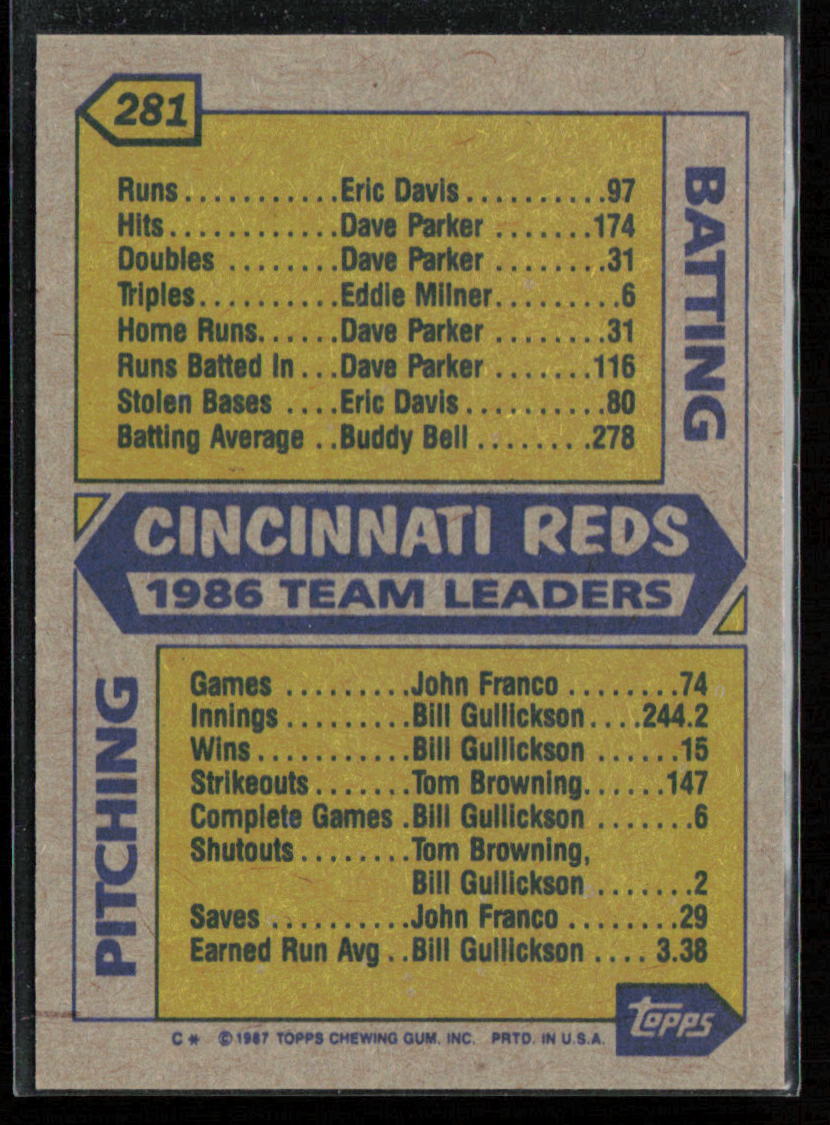 281
BATTING
Runs...........Eric Davis..........97
Hits.............Dave Parker .......174
Doubles ........Dave Parker ........31
Triples..........Eddie Milner.........6
Home Runs......Dave Parker ........31
Runs Batted In ...Dave Parker .......116
Stolen Bases ....Eric Davis..........80
Batting Average ..Buddy Bell ........278
CINCINNATI REDS
1986 TEAM LEADERS
PITCHING
Games .........John Franco ........74
Innings .........Bill Gullickson....244.2
Wins............Bill Gullickson ......15
Strikeouts.......Tom Browning......147
Complete Games .Bill Gullickson .......6
Shutouts........Tom Browning,
Bill Gullickson .......2
Saves ..........John Franco ........29
Earned Run Avg ..Bill Gullickson .... 3.38
topps
C* ©1987 TOPPS CHEWING GUM, INC. PRTD. IN U.S.A.